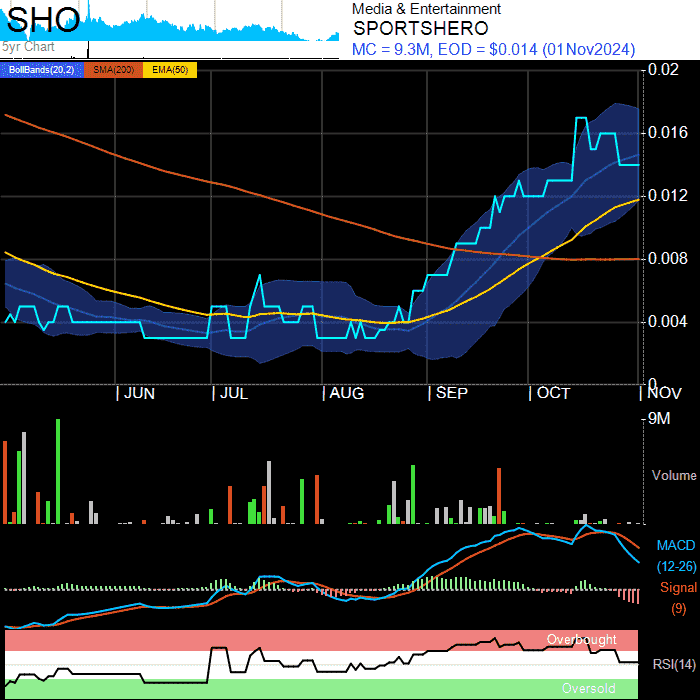 SHO
5yr Chart
Media & Entertainment
SPORTSHERO
MC = 9.3M, EOD = $0.014 (01Nov2024)
BollBands(20,2) SMA(200) EMA(50)
0.02
0.016
0.012
0.008
0.004
0
JUN JUL AUG SEP OCT NOV
9M
Volume
MACD
(12-26)
Signal
(9)
Overbought
RSI(14)
Oversold